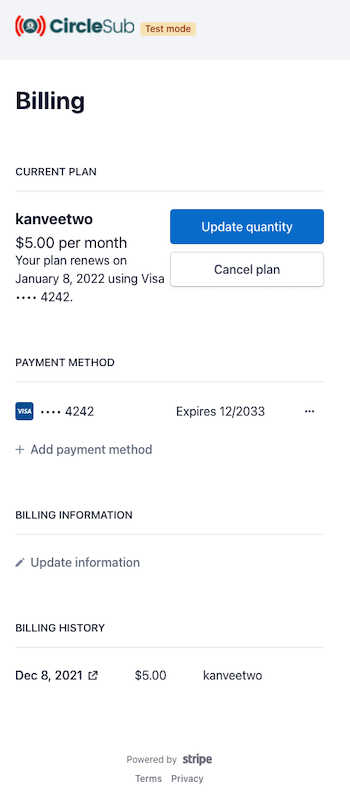 CircleSub Test mode
Billing
CURRENT PLAN
kanveetwo
$5.00 per month
Your plan renews on
January 8, 2022 using Visa
•••• 4242.
Update quantity
Cancel plan
PAYMENT METHOD
VISA •••• 4242 Expires 12/2033 •••
+ Add payment method
BILLING INFORMATION
Update information
BILLING HISTORY
Dec 8, 2021 $5.00 kanveetwo
Powered by stripe
Terms Privacy